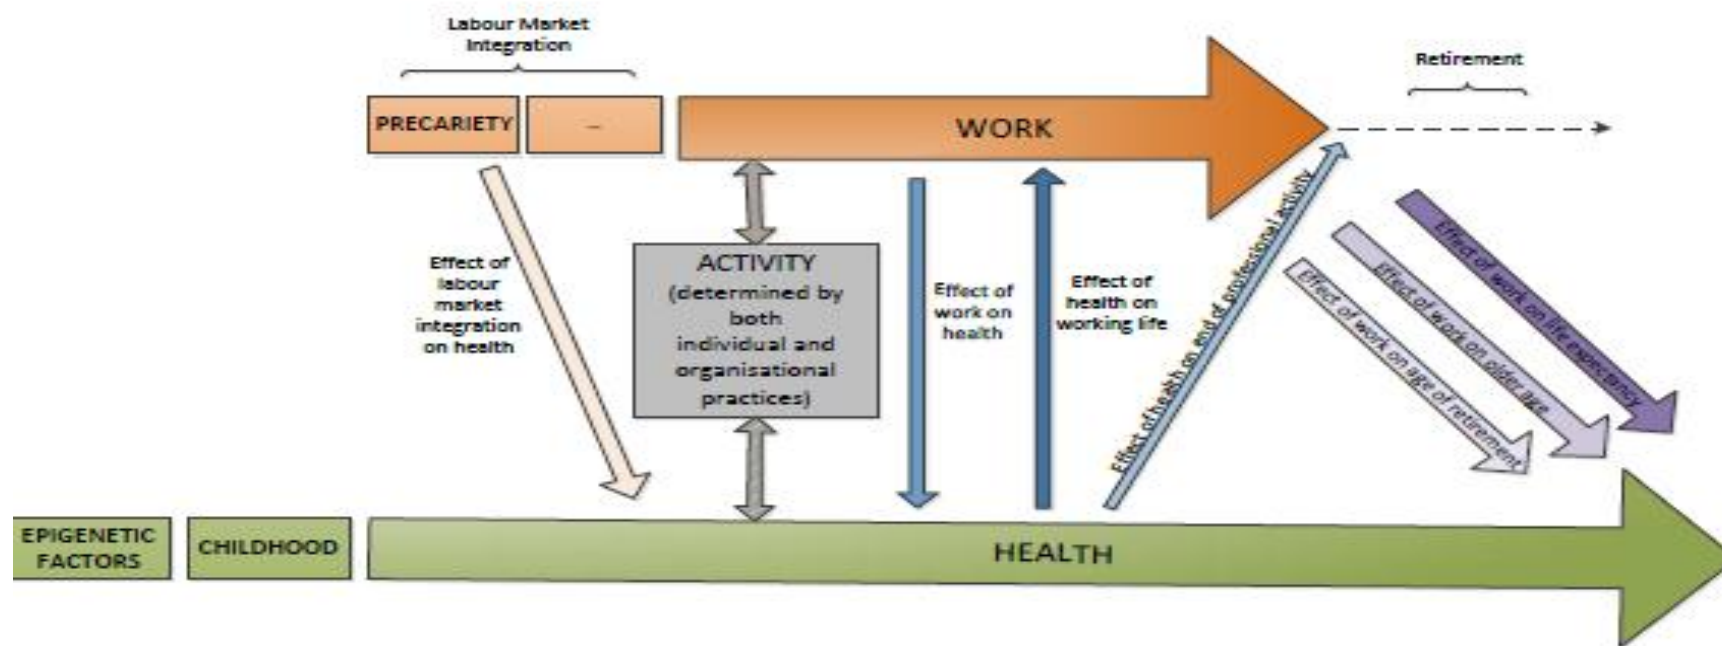 Labour Market
Integration
Retirement
PRECARIETY
...
WORK
Effect of
labour
market
integration
on health
ACTIVITY
(determined by
both
individual and
organisational
practices)
Effect of
work on
health
Effect of
health on
working life
Effect of health on end of professional activity
Effect of work on life expectancy
Effect of work on older age
Effect of work on age of retirement
EPIGENETIC
FACTORS
CHILDHOOD
HEALTH